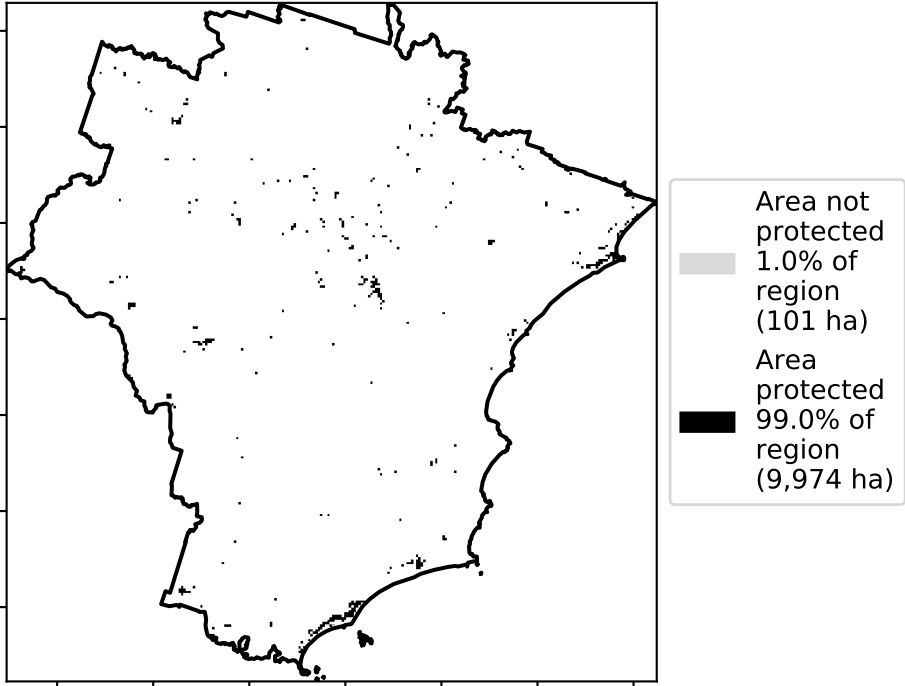 Area not
protected
1.0% of
region
(101 ha)
Area
protected
99.0% of
region
(9,974 ha)